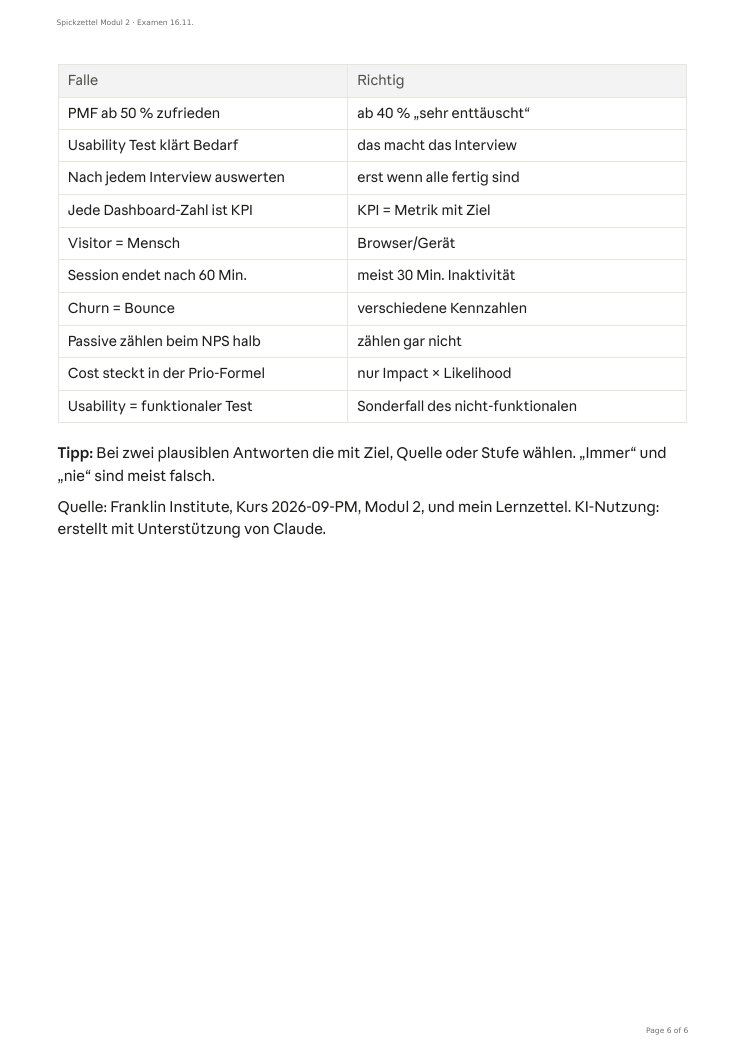 Spickzettel Modul 2 · Examen 16.11.
Falle Richtig
PMF ab 50 % zufrieden ab 40 % „sehr enttäuscht“
Usability Test klärt Bedarf das macht das Interview
Nach jedem Interview auswerten erst wenn alle fertig sind
Jede Dashboard-Zahl ist KPI KPI = Metrik mit Ziel
Visitor = Mensch Browser/Gerät
Session endet nach 60 Min. meist 30 Min. Inaktivität
Churn = Bounce verschiedene Kennzahlen
Passive zählen beim NPS halb zählen gar nicht
Cost steckt in der Prio-Formel nur Impact × Likelihood
Usability = funktionaler Test Sonderfall des nicht-funktionalen
Tipp: Bei zwei plausiblen Antworten die mit Ziel, Quelle oder Stufe wählen. „Immer“ und
„nie“ sind meist falsch.
Quelle: Franklin Institute, Kurs 2026-09-PM, Modul 2, und mein Lernzettel. KI-Nutzung:
erstellt mit Unterstützung von Claude.
Page 6 of 6